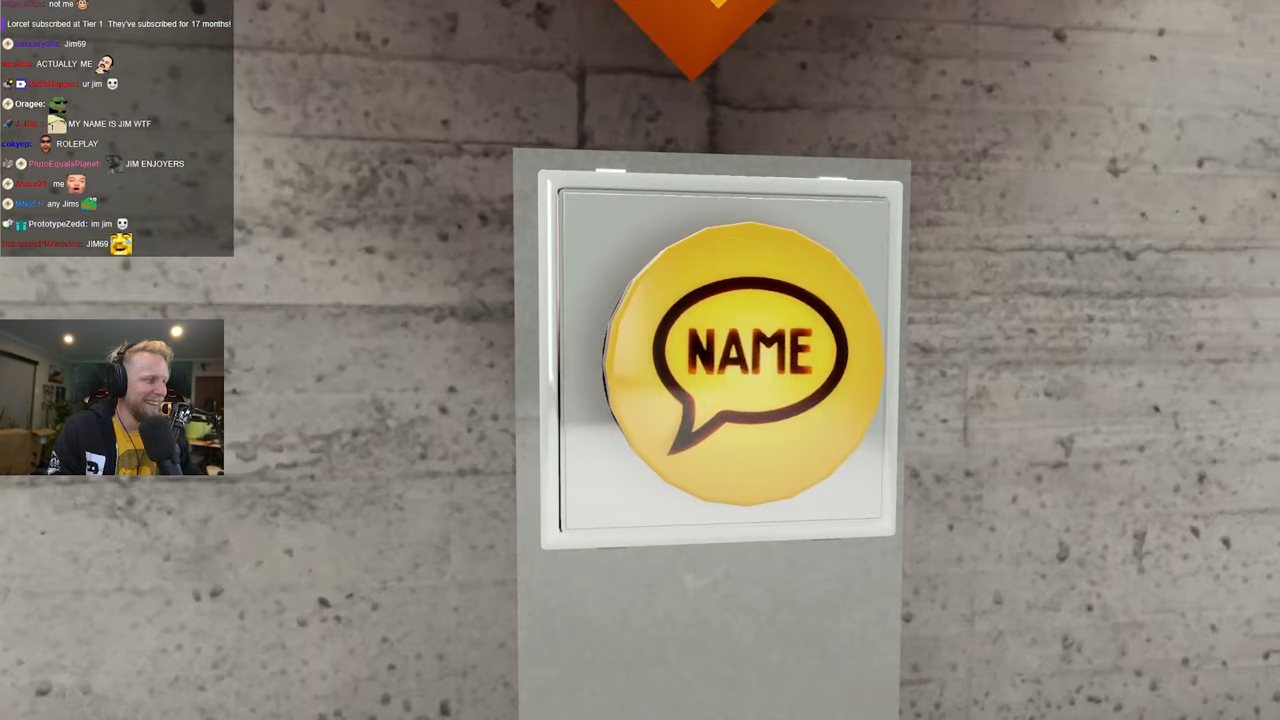 not me
Lorcet subscribed at Tier 1. They've subscribed for 17 months!
Jim69
ACTUALLY ME
ur jim
Oragee:
MY NAME IS JIM WTF
cokyep: ROLEPLAY
PlutoEqualsPlanet: JIM ENJOYERS
me
any Jims
PrototypeZedd: im jim
JIM69
NAME